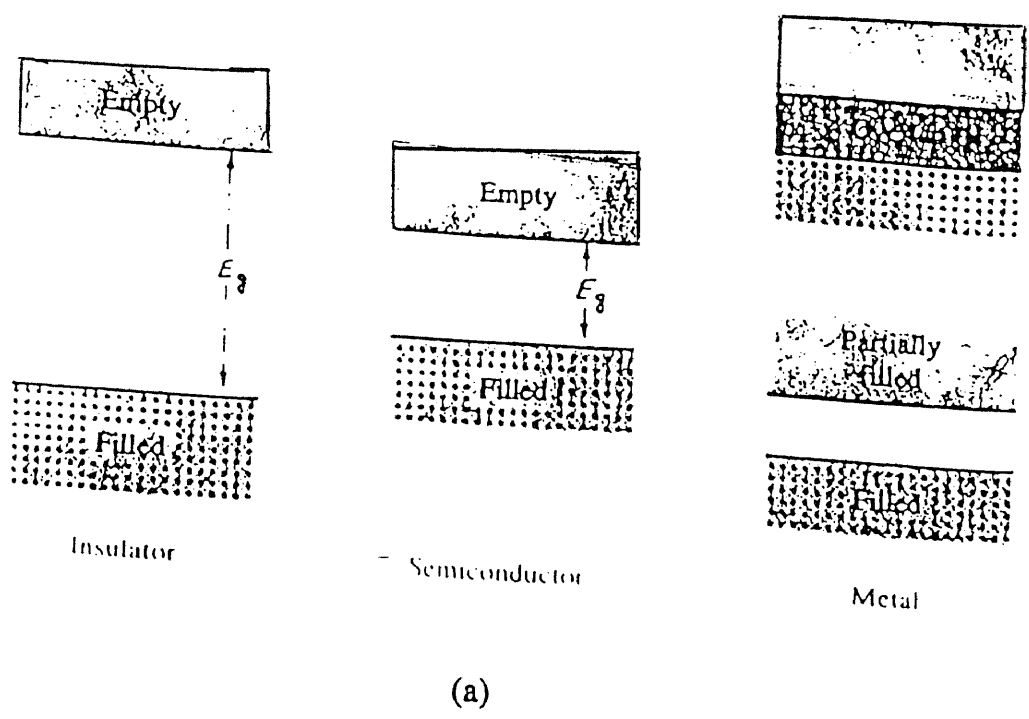 Empty
E_g
Filled
Insulator
Empty
E_g
Filled
Semiconductor
Partially
filled
Filled
Metal
(a)